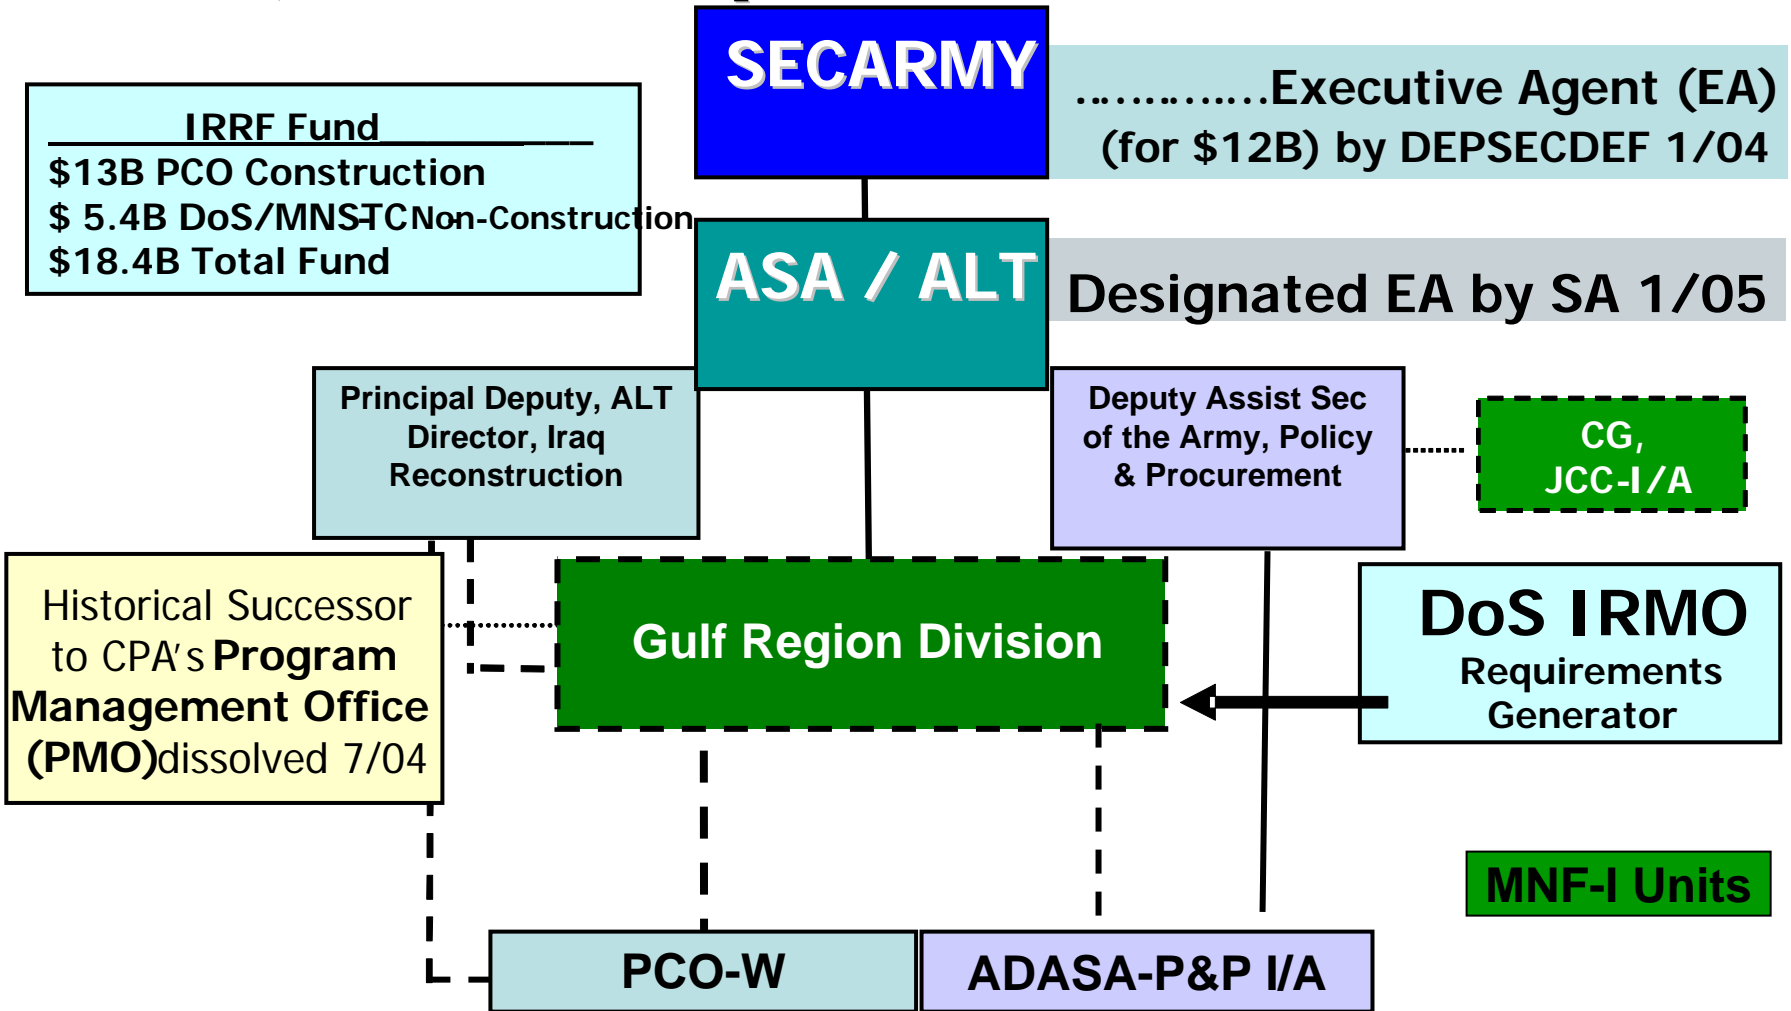 SECARMY
…………Executive Agent (EA)
(for $12B) by DEPSECDEF 1/04
IRRF Fund
$13B PCO Construction
$ 5.4B DoS/MNS-TC Non-Construction
$18.4B Total Fund
ASA / ALT
Designated EA by SA 1/05
Principal Deputy, ALT
Director, Iraq
Reconstruction
Deputy Assist Sec
of the Army, Policy
& Procurement
CG,
JCC-I/A
Historical Successor
to CPA's Program
Management Office
(PMO)dissolved 7/04
Gulf Region Division
DoS IRMO
Requirements
Generator
MNF-I Units
PCO-W
ADASA-P&P I/A